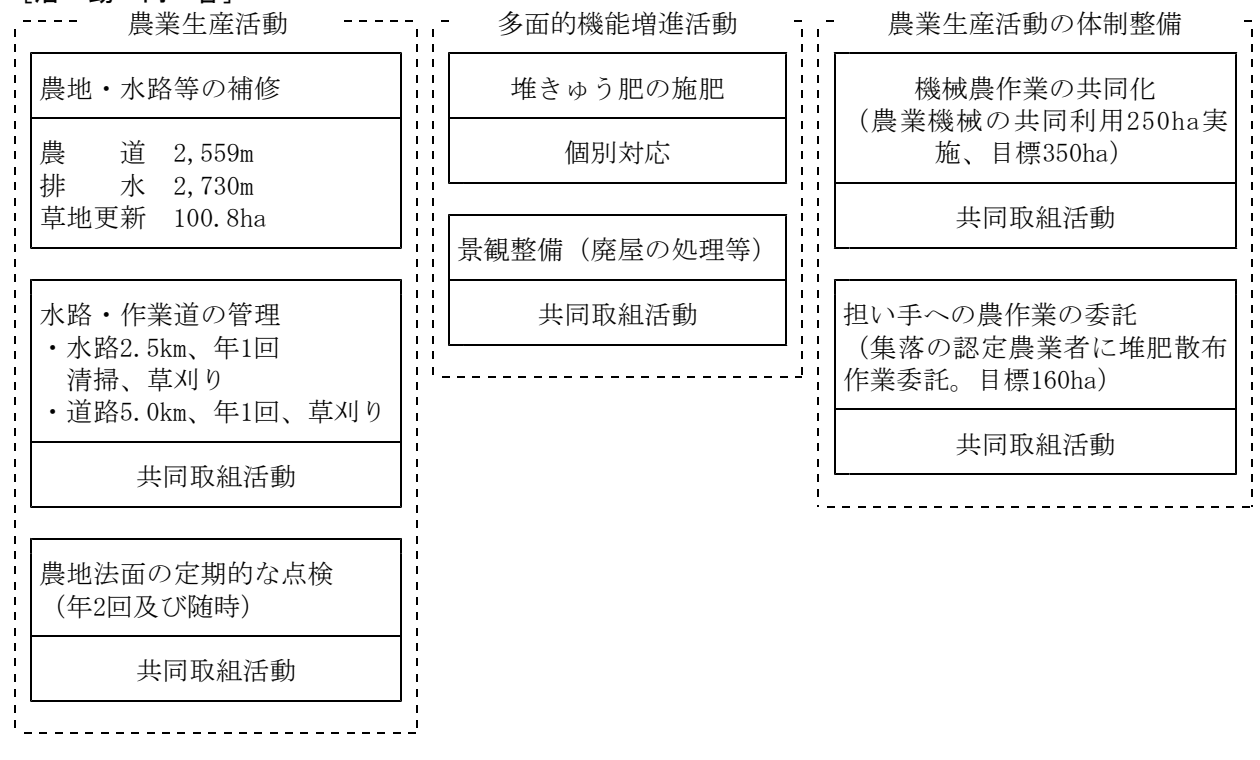 農業生産活動
農地・水路等の補修
農　　道　2,559m
排　　水　2,730m
草地更新　100.8ha
水路・作業道の管理
・水路2.5km、年1回
清掃、草刈り
・道路5.0km、年1回、草刈り
共同取組活動
農地法面の定期的な点検
（年2回及び随時）
共同取組活動
多面的機能増進活動
堆きゅう肥の施肥
個別対応
景観整備（廃屋の処理等）
共同取組活動
農業生産活動の体制整備
機械農作業の共同化
（農業機械の共同利用250ha実
施、目標350ha）
共同取組活動
担い手への農作業の委託
（集落の認定農業者に堆肥散布
作業委託。目標160ha）
共同取組活動